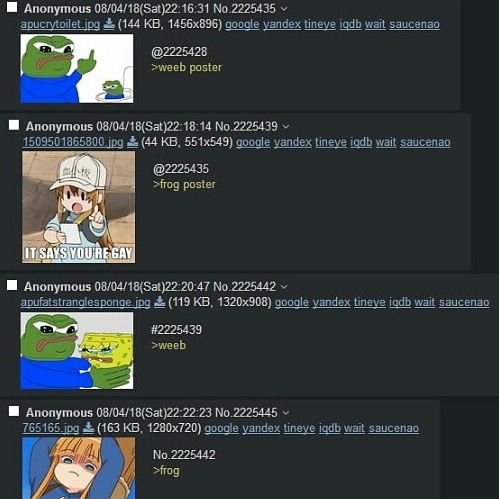 Anonymous 08/04/18(Sat)22:16:31 No.2225435
apucrytoilet.jpg (144 KB, 1456x896) google yandex tineye iqdb wait saucenao
@2225428
>weeb poster
Anonymous 08/04/18(Sat)22:18:14 No.2225439
1509501865800.jpg (44 KB, 551x549) google yandex tineye iqdb wait saucenao
血小板
@2225435
>frog poster
IT SAYS YOU'RE GAY
Anonymous 08/04/18(Sat)22:20:47 No.2225442
apufatstranglesponge.jpg (119 KB, 1320x908) google yandex tineye iqdb wait saucenao
#2225439
>weeb
Anonymous 08/04/18(Sat)22:22:23 No.2225445
765165.jpg (163 KB, 1280x720) google yandex tineye iqdb wait saucenao
No.2225442
>frog